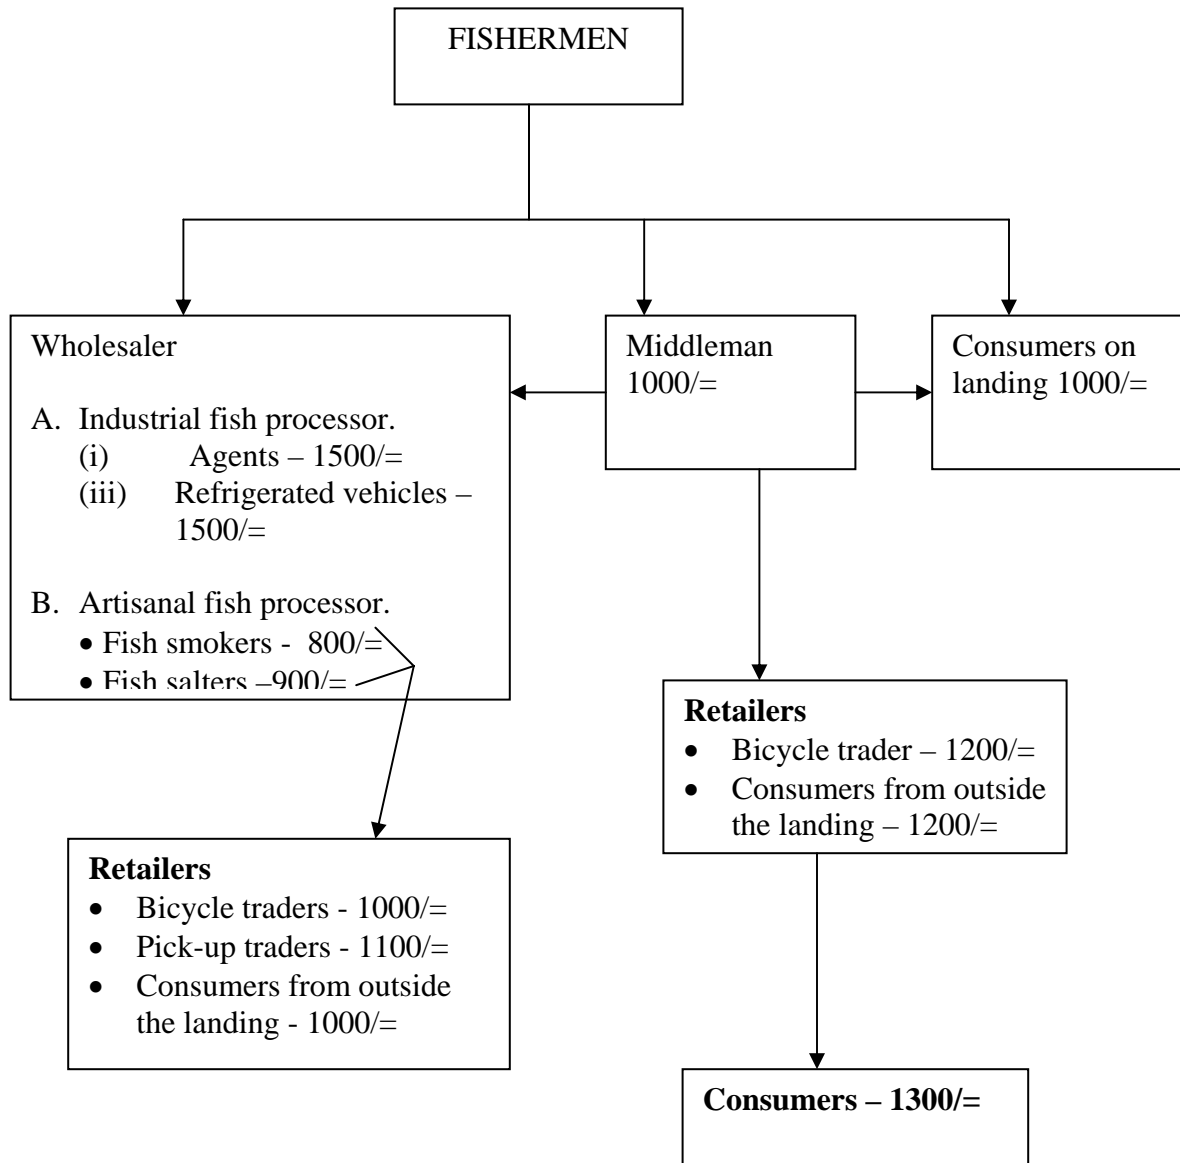 FISHERMEN
Wholesaler
A. Industrial fish processor.
(i) Agents – 1500/=
(iii) Refrigerated vehicles –
1500/=
B. Artisanal fish processor.
• Fish smokers - 800/=
• Fish salters –900/=
Middleman
1000/=
Consumers on
landing 1000/=
Retailers
• Bicycle trader – 1200/=
• Consumers from outside
the landing – 1200/=
Retailers
• Bicycle traders - 1000/=
• Pick-up traders - 1100/=
• Consumers from outside
the landing - 1000/=
Consumers – 1300/=